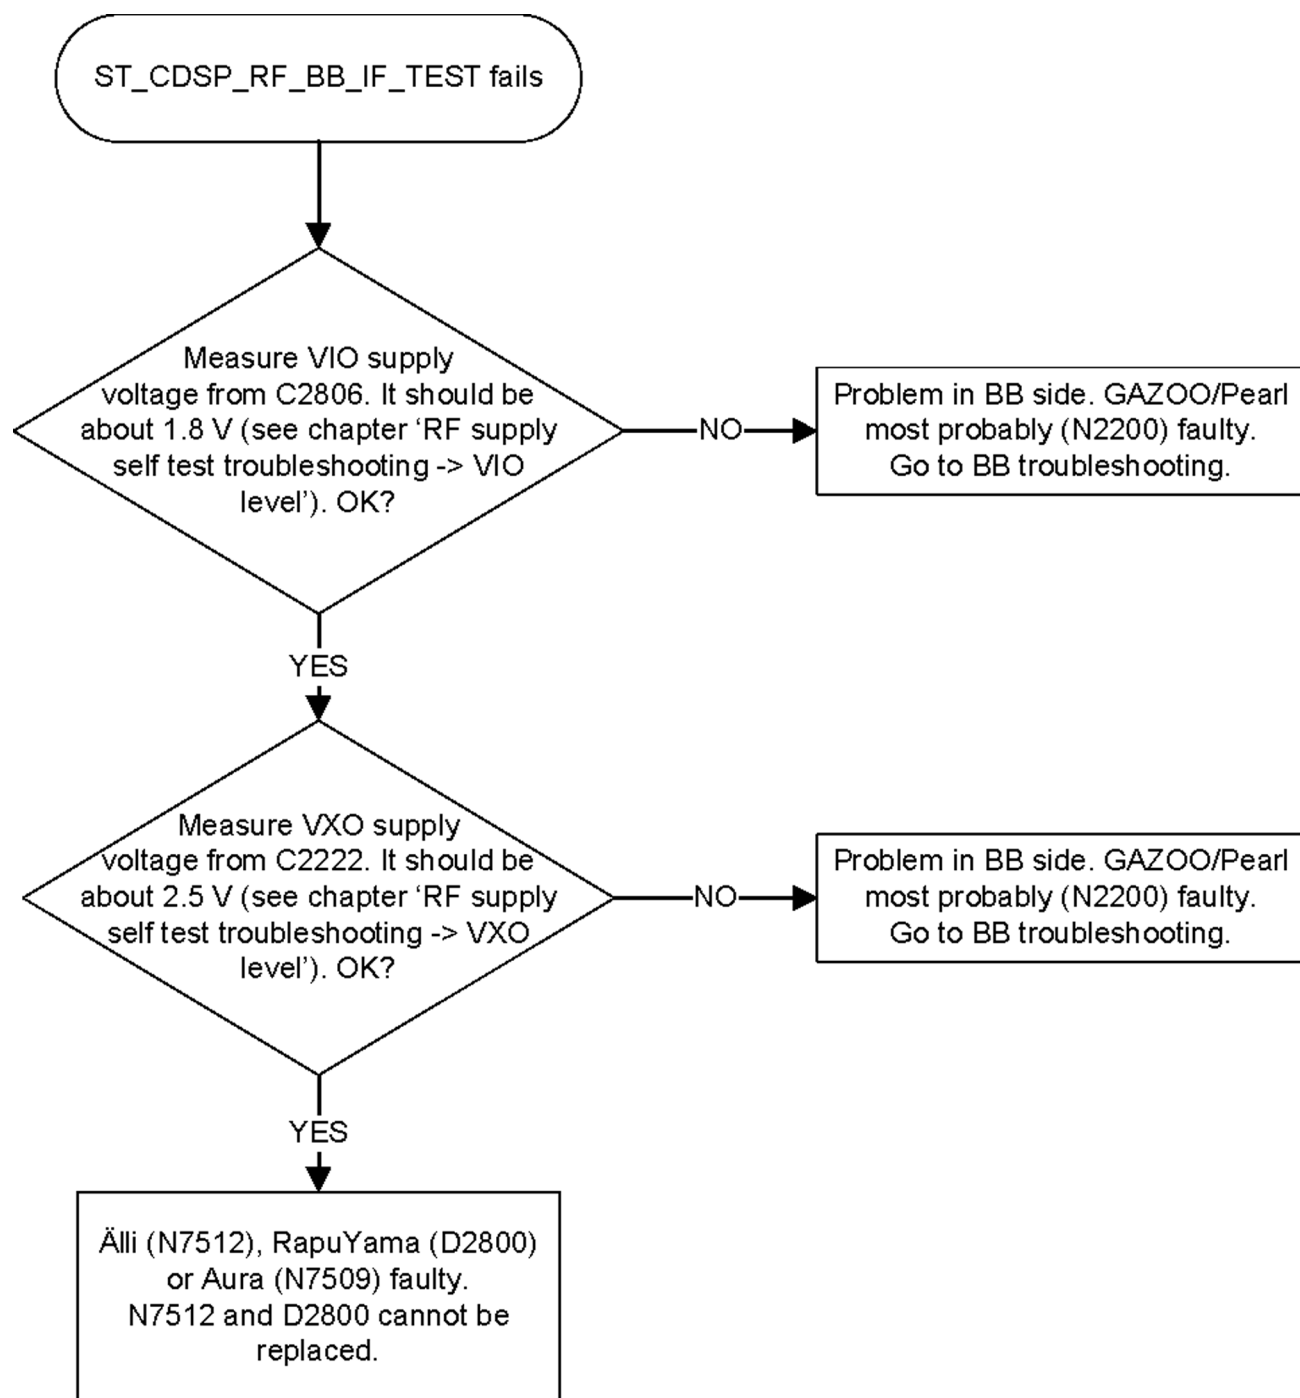 ST_CDSP_RF_BB_IF_TEST fails
Measure VIO supply
voltage from C2806. It should be
about 1.8 V (see chapter ‘RF supply
self test troubleshooting -> VIO
level’). OK?
NO
Problem in BB side. GAZOO/Pearl
most probably (N2200) faulty.
Go to BB troubleshooting.
YES
Measure VXO supply
voltage from C2222. It should be
about 2.5 V (see chapter ‘RF supply
self test troubleshooting -> VXO
level’). OK?
NO
Problem in BB side. GAZOO/Pearl
most probably (N2200) faulty.
Go to BB troubleshooting.
YES
Älli (N7512), RapuYama (D2800)
or Aura (N7509) faulty.
N7512 and D2800 cannot be
replaced.